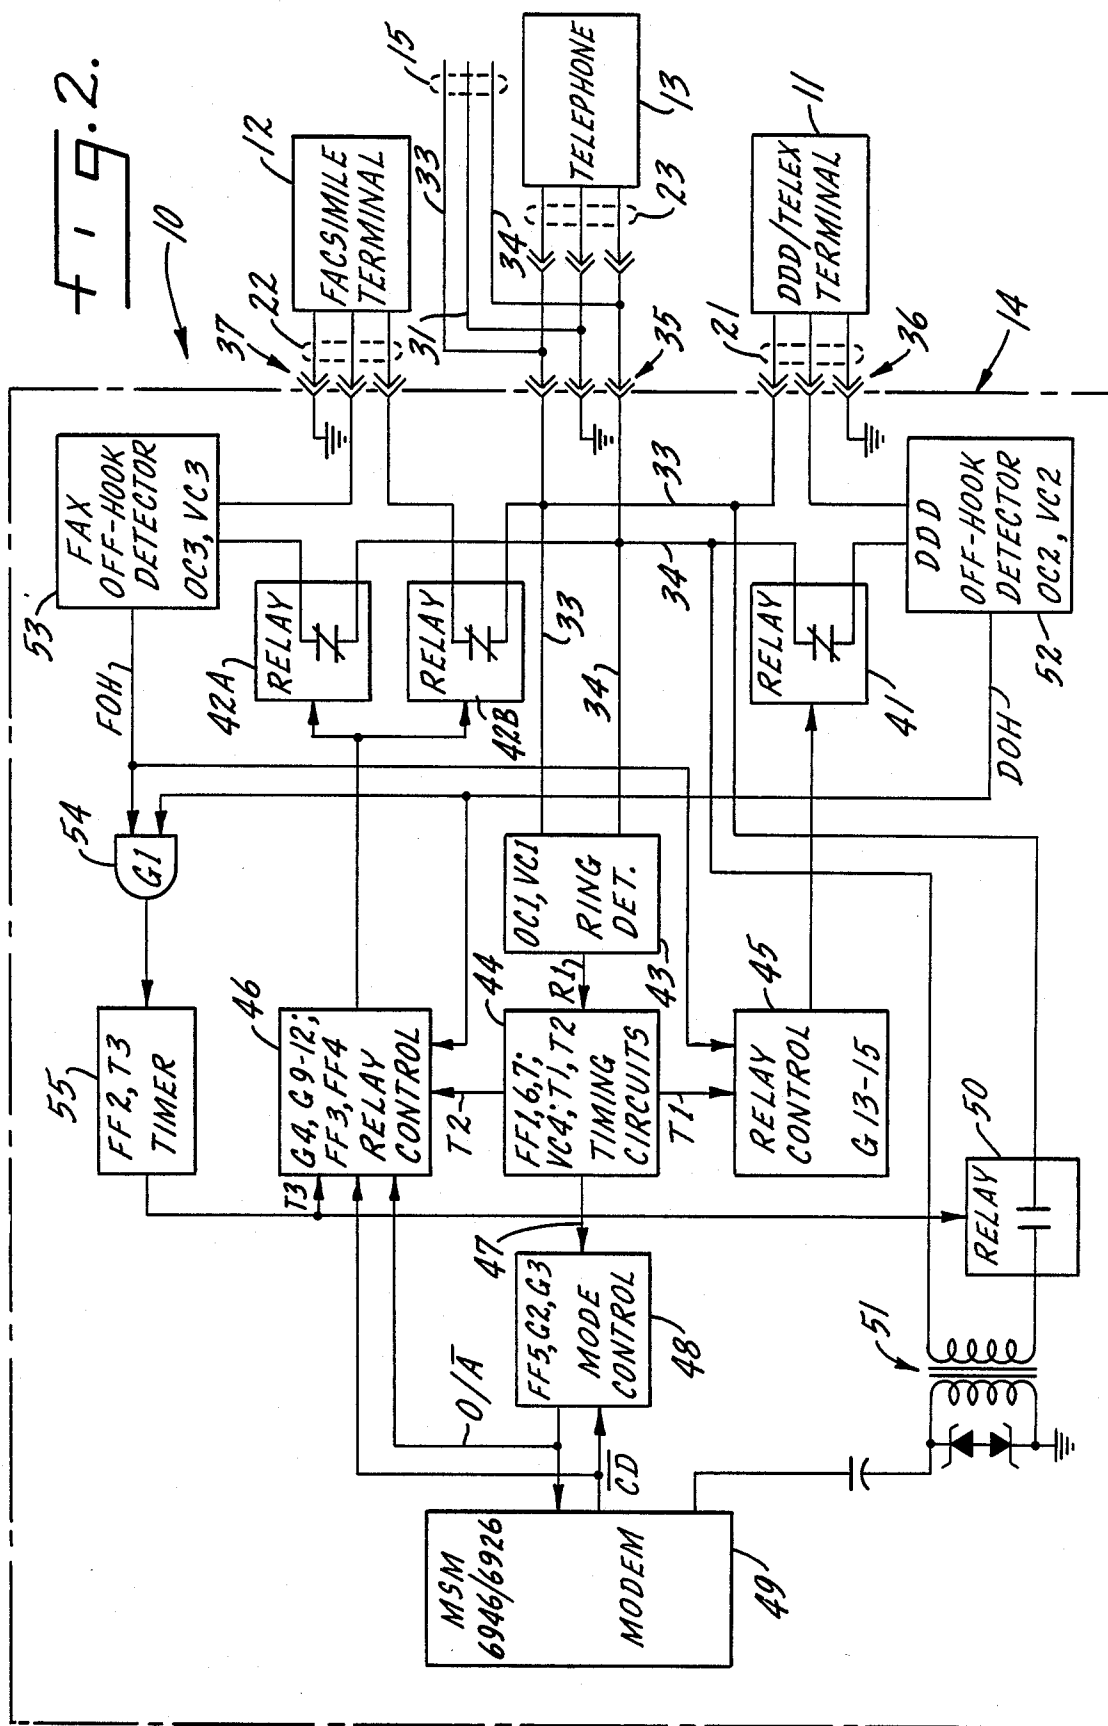 Fig. 2.
10
15
33
31
34
12
FACSIMILE
TERMINAL
22
37
TELEPHONE
13
23
34
35
DDD/TELEX
TERMINAL
11
21
36
14
FAX
OFF-HOOK
DETECTOR
OC3, VC3
53
FOH
RELAY
42A
RELAY
42B
33
34
33
34
RELAY
41
DDD
OFF-HOOK
DETECTOR
OC2, VC2
52
DOH
54
G1
OC1, VC1
RING
DET.
43
R1
55
FF2, T3
TIMER
46
G4, G9-12;
FF3, FF4
RELAY
CONTROL
T3
T2
44
FF1,6,7;
VC4; T1, T2
TIMING
CIRCUITS
T1
45
RELAY
CONTROL
G13-15
47
FF5, G2, G3
MODE
CONTROL
48
O/A̅
C̅D̅
RELAY
50
51
MSM
6946/6926
MODEM
49